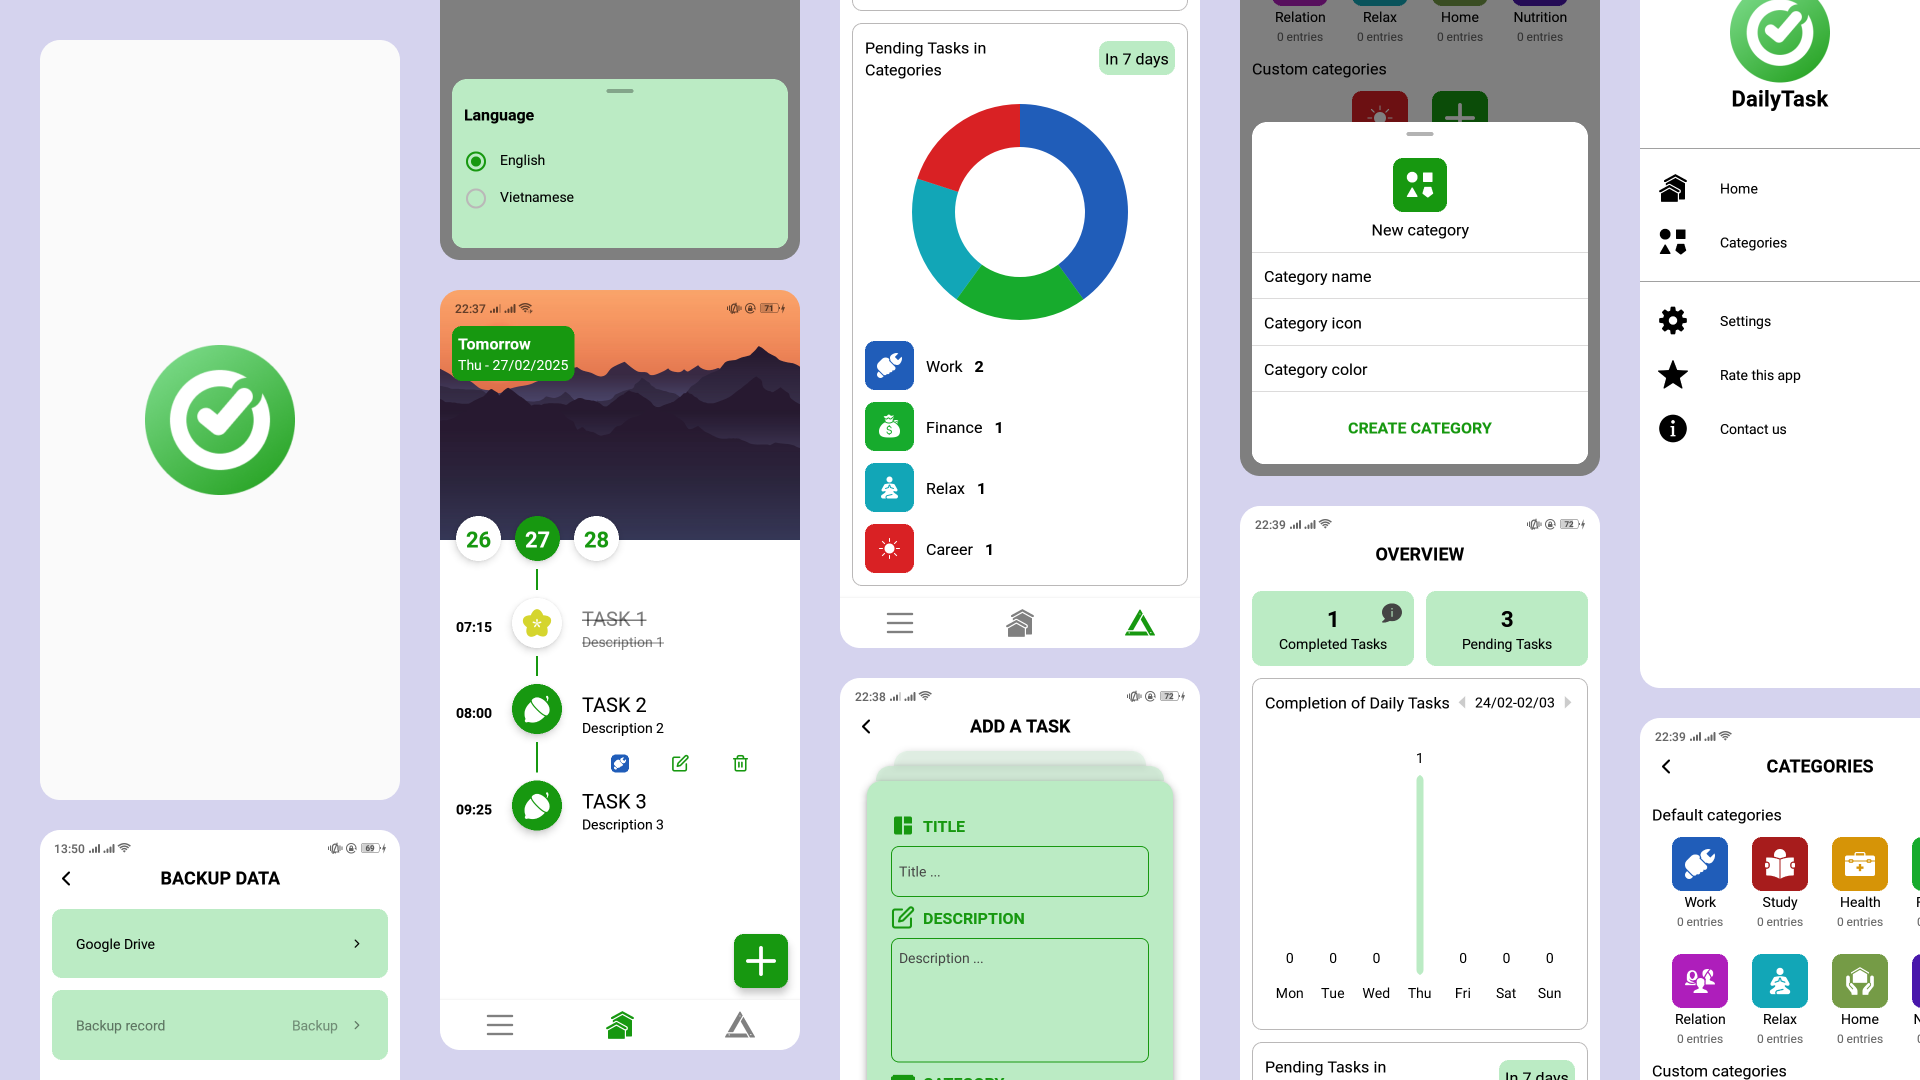 13:50
69
BACKUP DATA
Google Drive
Backup record
Backup
Language
English
Vietnamese
22:37
71
Tomorrow
Thu - 27/02/2025
26
27
28
07:15
TASK 1
Description 1
08:00
TASK 2
Description 2
09:25
TASK 3
Description 3
Pending Tasks in
Categories
In 7 days
Work 2
Finance 1
Relax 1
Career 1
22:38
72
ADD A TASK
TITLE
Title ...
DESCRIPTION
Description ...
CATEGORY
Relation
Relax
Home
Nutrition
0 entries
0 entries
0 entries
0 entries
Custom categories
New category
Category name
Category icon
Category color
CREATE CATEGORY
22:39
72
OVERVIEW
1
Completed Tasks
3
Pending Tasks
Completion of Daily Tasks
24/02-02/03
1
0 0 0 0 0 0
Mon Tue Wed Thu Fri Sat Sun
Pending Tasks in
In 7 days
DailyTask
Home
Categories
Settings
Rate this app
Contact us
22:39
CATEGORIES
Default categories
Work
Study
Health
0 entries
0 entries
0 entries
Relation
Relax
Home
0 entries
0 entries
0 entries
Custom categories